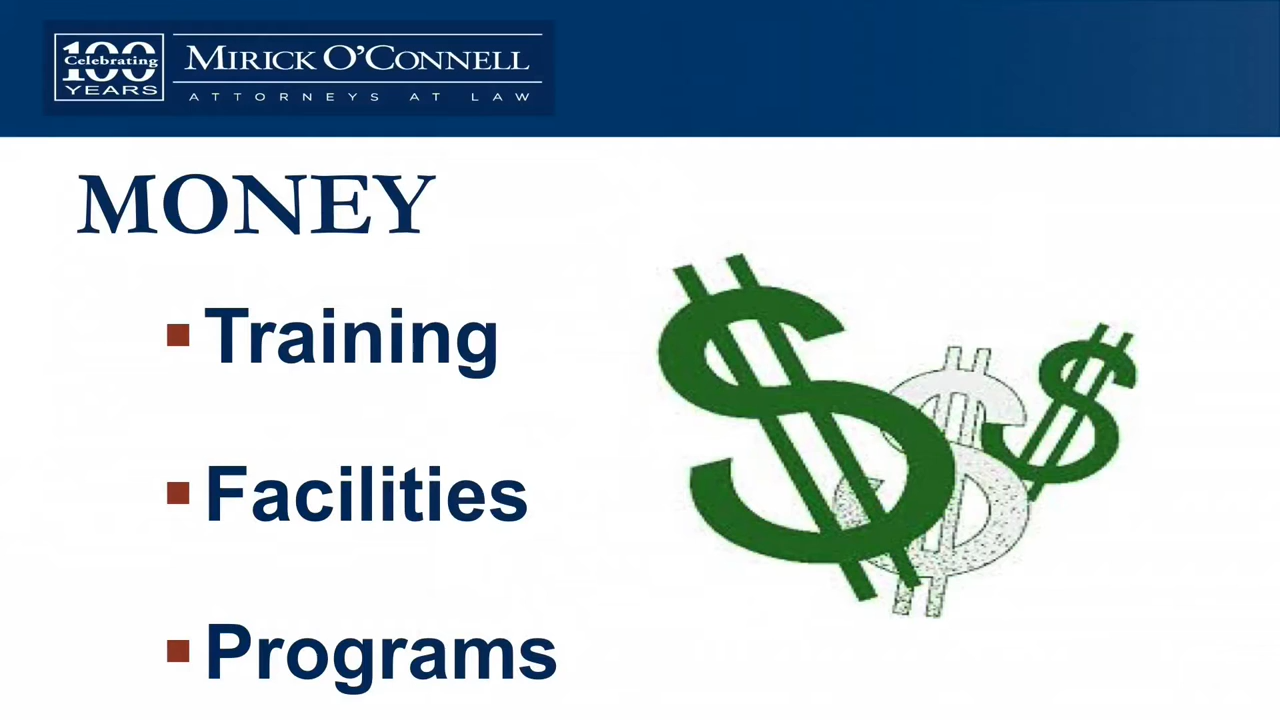 Celebrating
100
YEARS
MIRICK O'CONNELL
ATTORNEYS AT LAW
MONEY
Training
Facilities
Programs